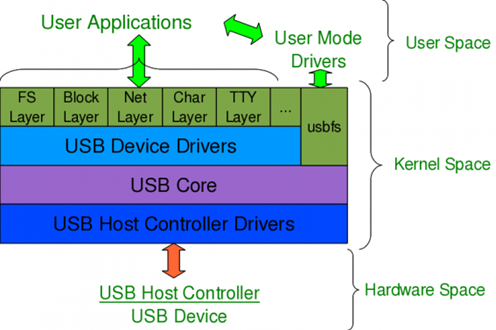 User Applications
User Mode
Drivers
User Space
FS
Layer
Block
Layer
Net
Layer
Char
Layer
TTY
Layer
...
usbfs
USB Device Drivers
USB Core
USB Host Controller Drivers
Kernel Space
USB Host Controller
USB Device
Hardware Space